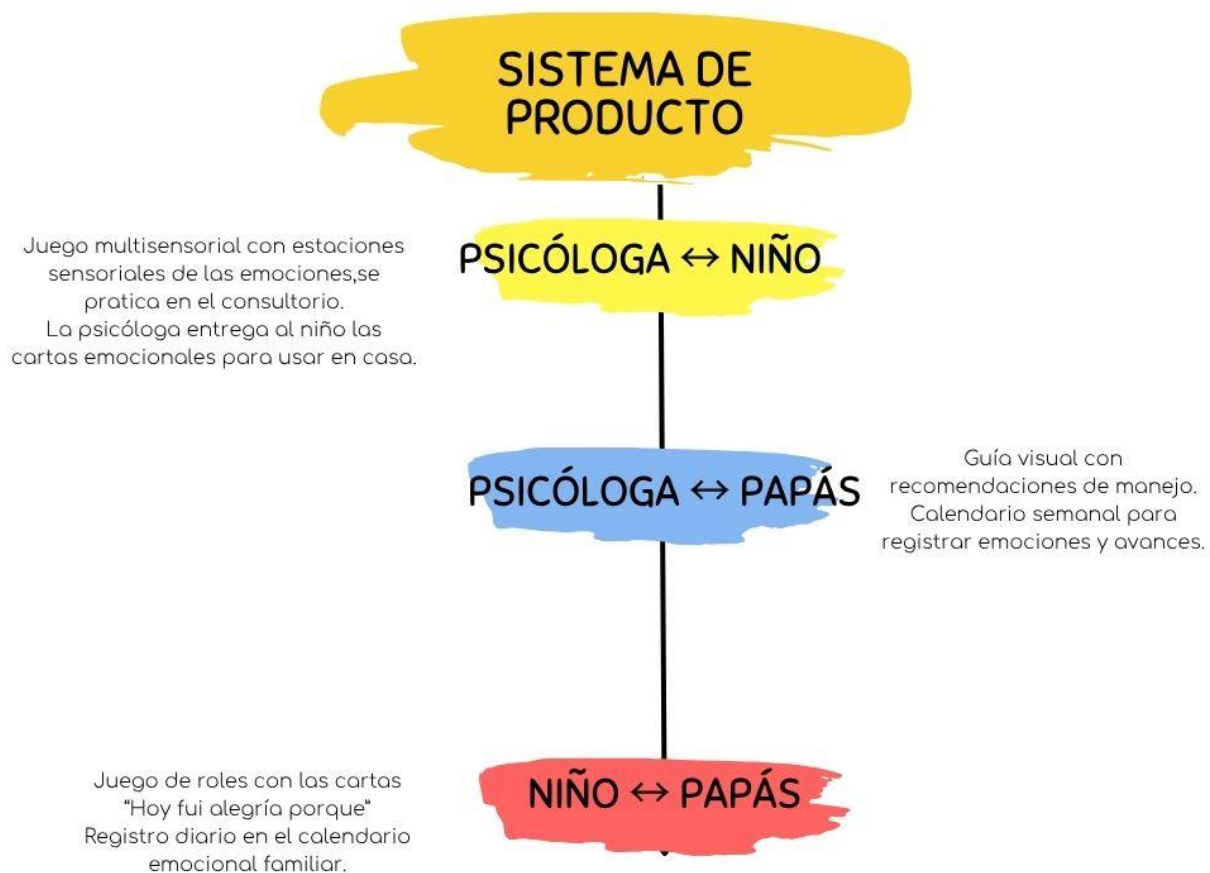 SISTEMA DE
PRODUCTO
Juego multisensorial con estaciones
sensoriales de las emociones,se
pratica en el consultorio.
La psicóloga entrega al niño las
cartas emocionales para usar en casa.
PSICÓLOGA ↔ NIÑO
PSICÓLOGA ↔ PAPÁS
Guía visual con
recomendaciones de manejo.
Calendario semanal para
registrar emociones y avances.
Juego de roles con las cartas
“Hoy fui alegría porque”
Registro diario en el calendario
emocional familiar.
NIÑO ↔ PAPÁS